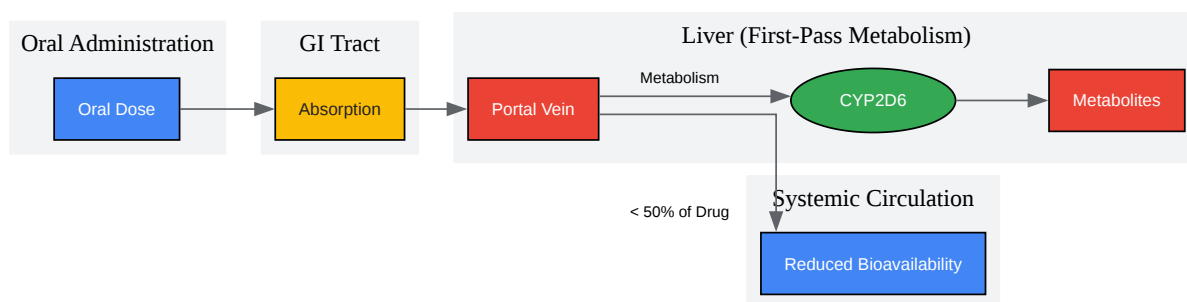 Oral Administration
Oral Dose
GI Tract
Absorption
Liver (First-Pass Metabolism)
Portal Vein
Metabolism
CYP2D6
Metabolites
< 50% of Drug
Systemic Circulation
Reduced Bioavailability